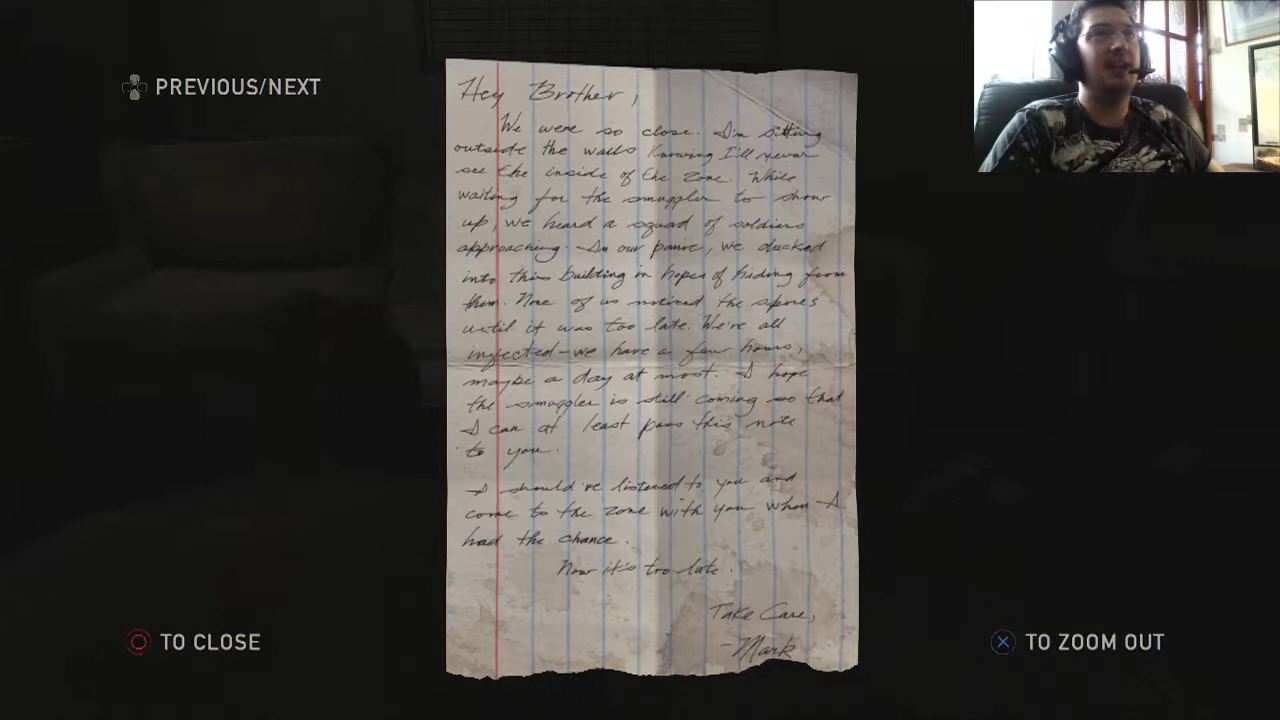 PREVIOUS/NEXT
Hey Brother,
We were so close. I'm sitting
outside the walls knowing I'll never
see the inside of the zone. While
waiting for the smuggler to show
up, we heard a squad of soldiers
approaching. In our panic, we ducked
into this building in hopes of hiding from
them. None of us noticed the spores
until it was too late. We're all
infected—we have a few hours,
maybe a day at most. I hope
the smuggler is still coming so that
I can at least pass this note
to you.
I should've listened to you and
come to the zone with you when I
had the chance.
Now it's too late.
Take Care,
-Mark
TO CLOSE
TO ZOOM OUT